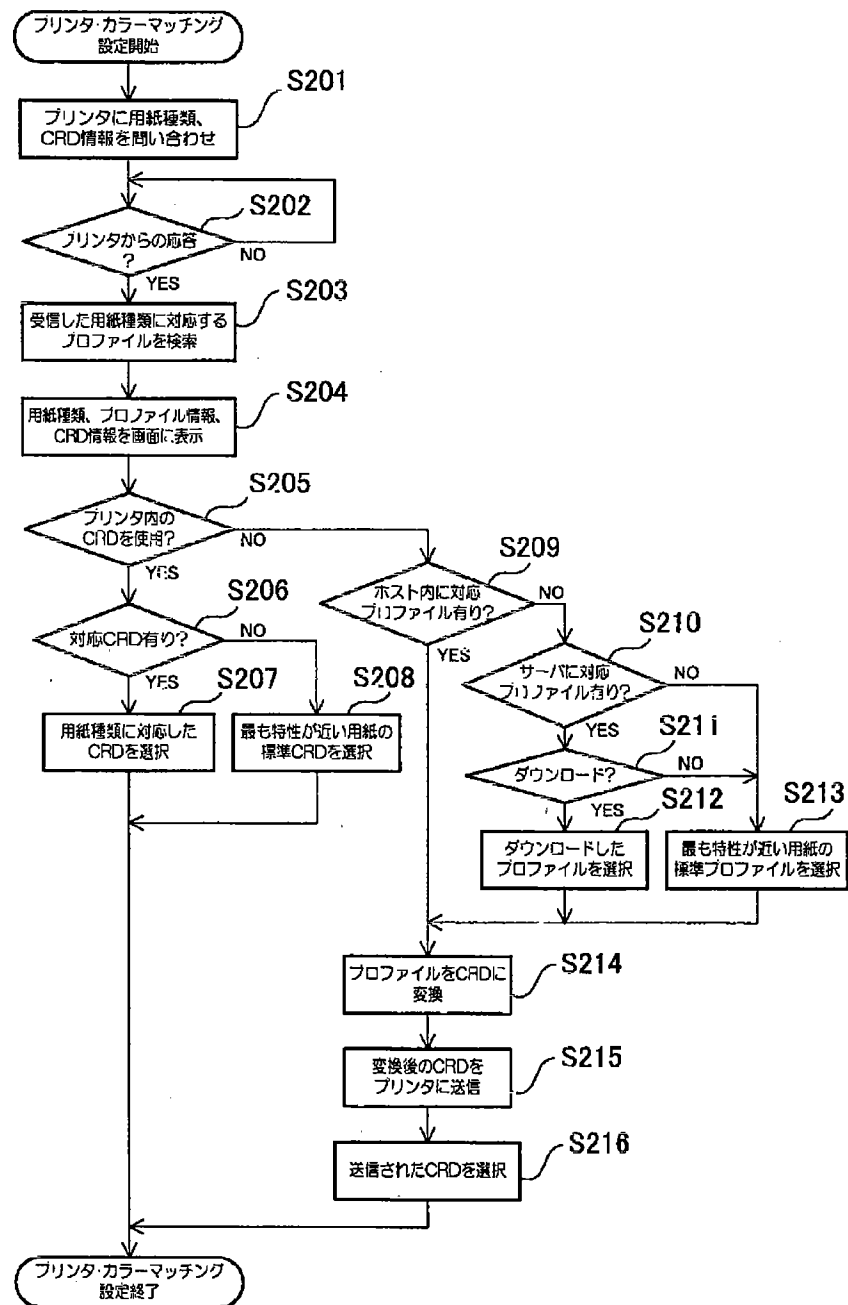 プリンタ・カラーマッチング
設定開始
S201
プリンタに用紙種類、
CRD情報を問い合わせ
S202
プリンタからの応答
?
NO
YES
S203
受信した用紙種類に対応する
プロファイルを検索
S204
用紙種類、プロファイル情報、
CRD情報を画面に表示
S205
プリンタ内の
CRDを使用?
NO
YES
S206
対応CRD有り?
NO
YES
S207
用紙種類に対応した
CRDを選択
S208
最も特性が近い用紙の
標準CRDを選択
S209
ホスト内に対応
プロファイル有り?
NO
YES
S210
サーバに対応
プロファイル有り?
NO
YES
S211
ダウンロード?
NO
YES
S212
ダウンロードした
プロファイルを選択
S213
最も特性が近い用紙の
標準プロファイルを選択
S214
プロファイルをCRDに
変換
S215
変換後のCRDを
プリンタに送信
S216
送信されたCRDを選択
プリンタ・カラーマッチング
設定終了